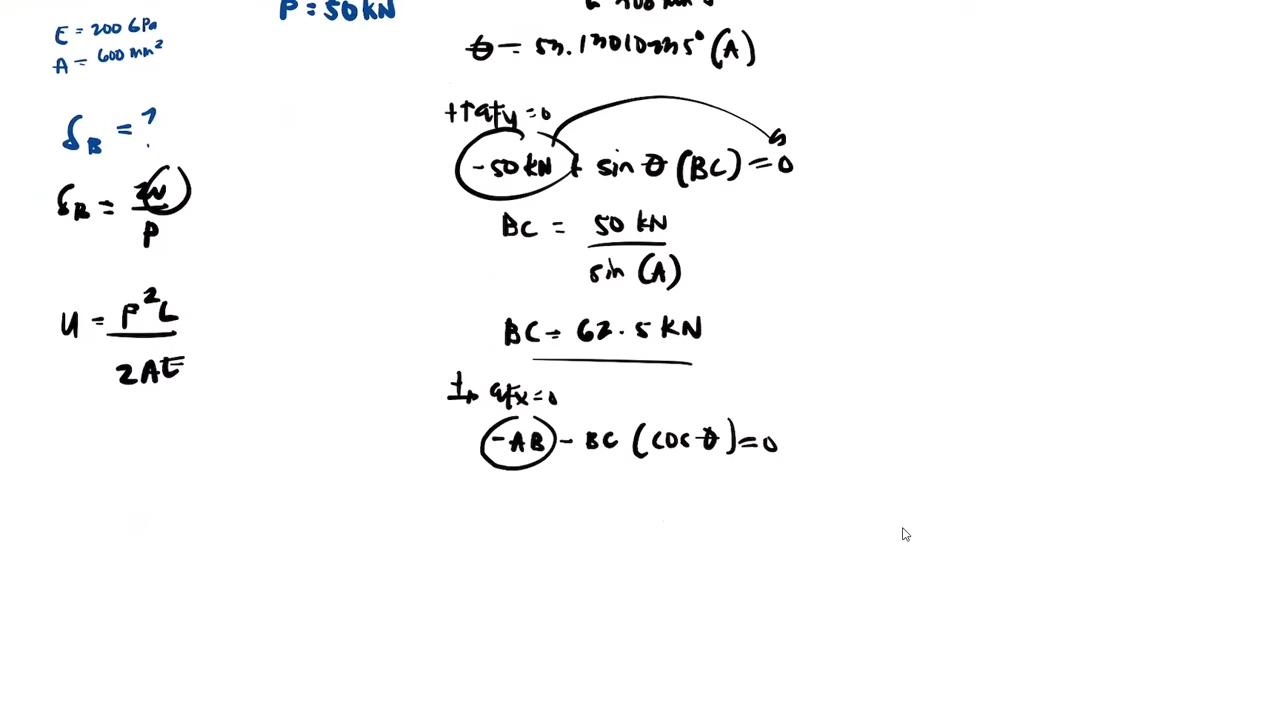 P = 50 kN
E = 200 GPa
A = 600 mm²
δB = ?
δB = 2U / P
U = P²L / 2AE
θ = 53.13010235° (A)
+↑ΣFy = 0
-50 kN + sin θ (BC) = 0
BC = 50 kN / sin (A)
BC = 62.5 KN
ΣFx = 0
-AB - BC (cos θ) = 0